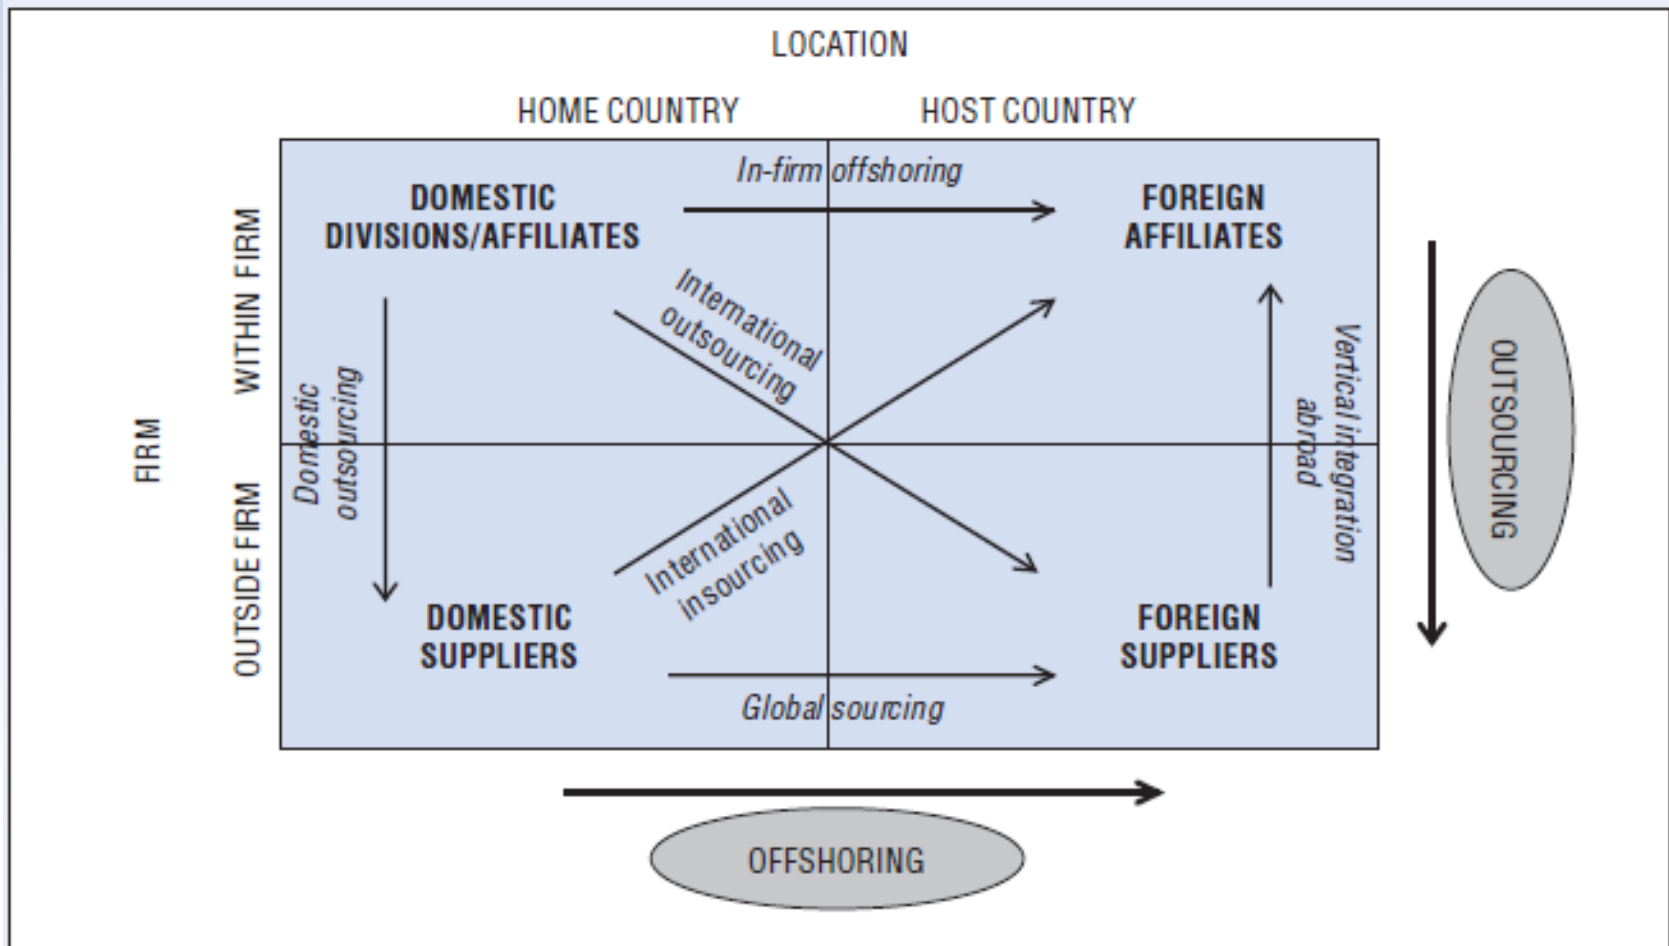 LOCATION
HOME COUNTRY
HOST COUNTRY
In-firm offshoring
DOMESTIC
DIVISIONS/AFFILIATES
FOREIGN
AFFILIATES
WITHIN FIRM
International
outsourcing
Domestic
outsourcing
Vertical integration
abroad
OUTSOURCING
FIRM
OUTSIDE FIRM
International
insourcing
DOMESTIC
SUPPLIERS
FOREIGN
SUPPLIERS
Global sourcing
OFFSHORING